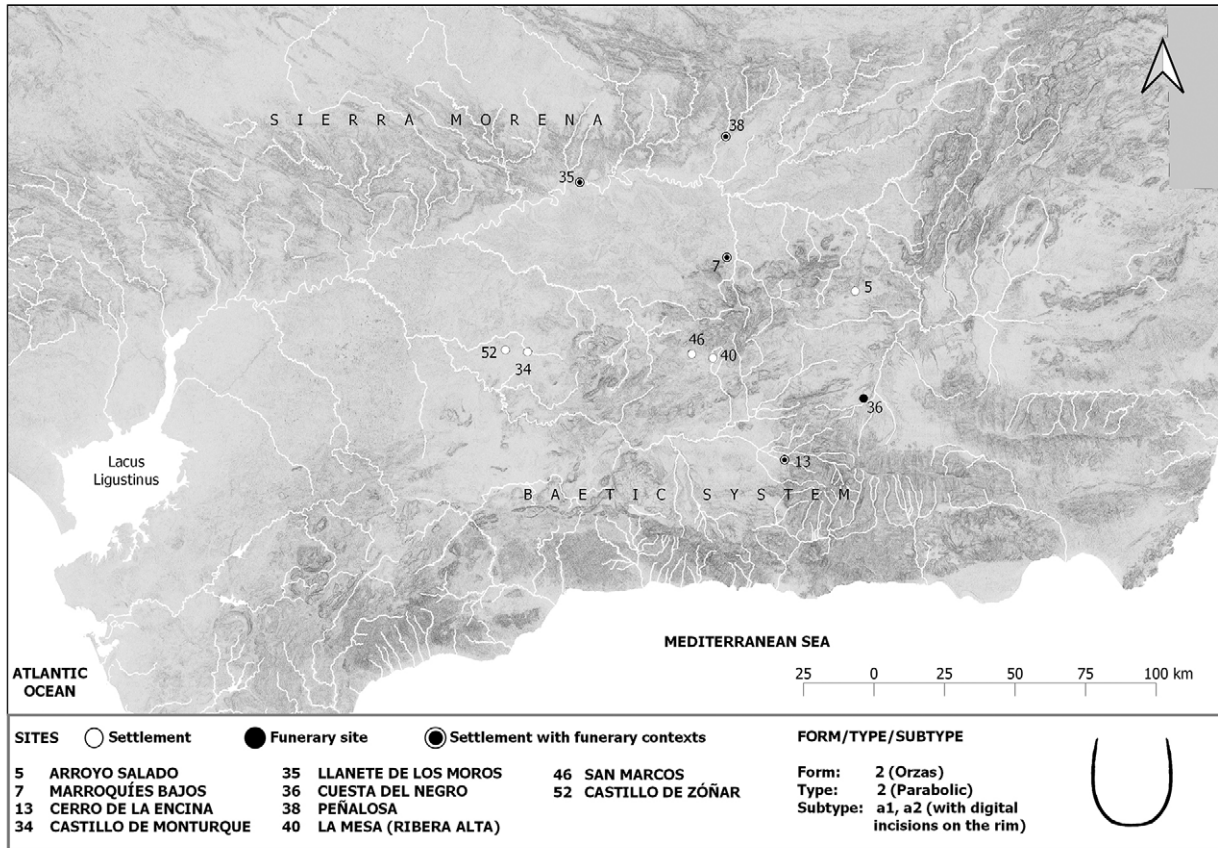 S I E R R A M O R E N A
38
35
7
5
46
52
40
34
36
Lacus
Ligustinus
13
B A E T I C S Y S T E M
MEDITERRANEAN SEA
ATLANTIC
OCEAN
25 0 25 50 75 100 km
SITES Settlement Funerary site Settlement with funerary contexts
5 ARROYO SALADO
7 MARROQUÍES BAJOS
13 CERRO DE LA ENCINA
34 CASTILLO DE MONTURQUE
35 LLANETE DE LOS MOROS
36 CUESTA DEL NEGRO
38 PEÑALOSA
40 LA MESA (RIBERA ALTA)
46 SAN MARCOS
52 CASTILLO DE ZÓÑAR
FORM/TYPE/SUBTYPE
Form: 2 (Orzas)
Type: 2 (Parabolic)
Subtype: a1, a2 (with digital
incisions on the rim)